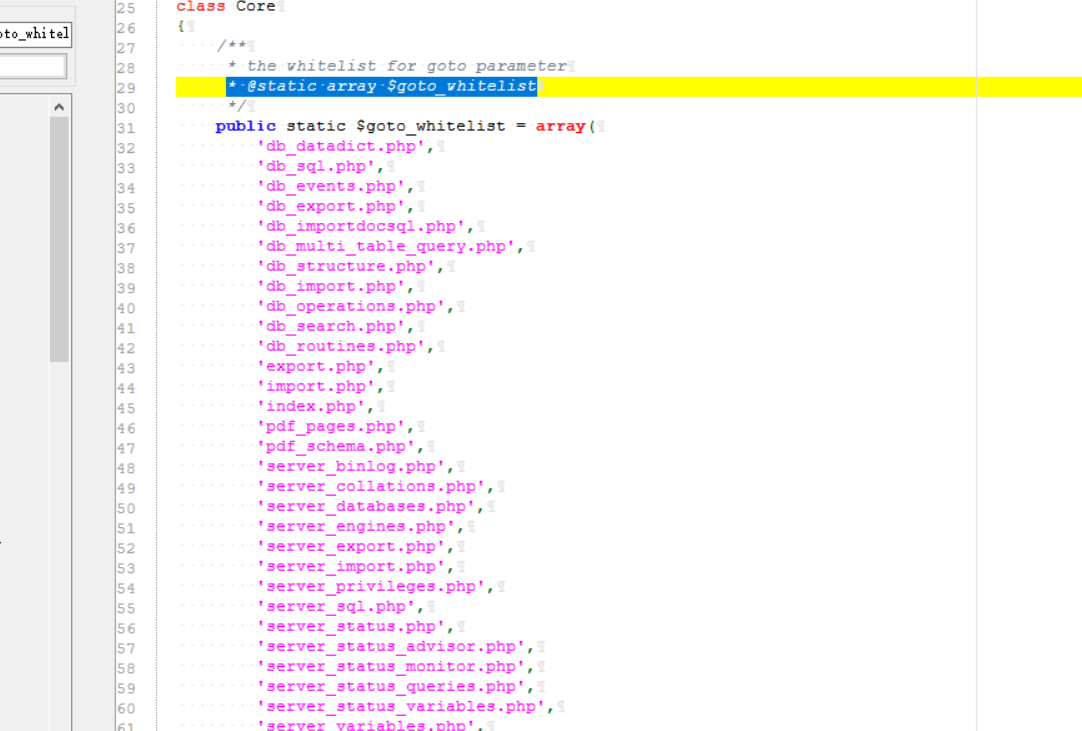 oto_whitel
25 class Core
26 {
27 /**
28 * the whitelist for goto parameter
29 * @static array $goto_whitelist
30 */
31 public static $goto_whitelist = array(
32 'db_datadict.php',
33 'db_sql.php',
34 'db_events.php',
35 'db_export.php',
36 'db_importdocsql.php',
37 'db_multi_table_query.php',
38 'db_structure.php',
39 'db_import.php',
40 'db_operations.php',
41 'db_search.php',
42 'db_routines.php',
43 'export.php',
44 'import.php',
45 'index.php',
46 'pdf_pages.php',
47 'pdf_schema.php',
48 'server_binlog.php',
49 'server_collations.php',
50 'server_databases.php',
51 'server_engines.php',
52 'server_export.php',
53 'server_import.php',
54 'server_privileges.php',
55 'server_sql.php',
56 'server_status.php',
57 'server_status_advisor.php',
58 'server_status_monitor.php',
59 'server_status_queries.php',
60 'server_status_variables.php',
61 'server_variables.php',